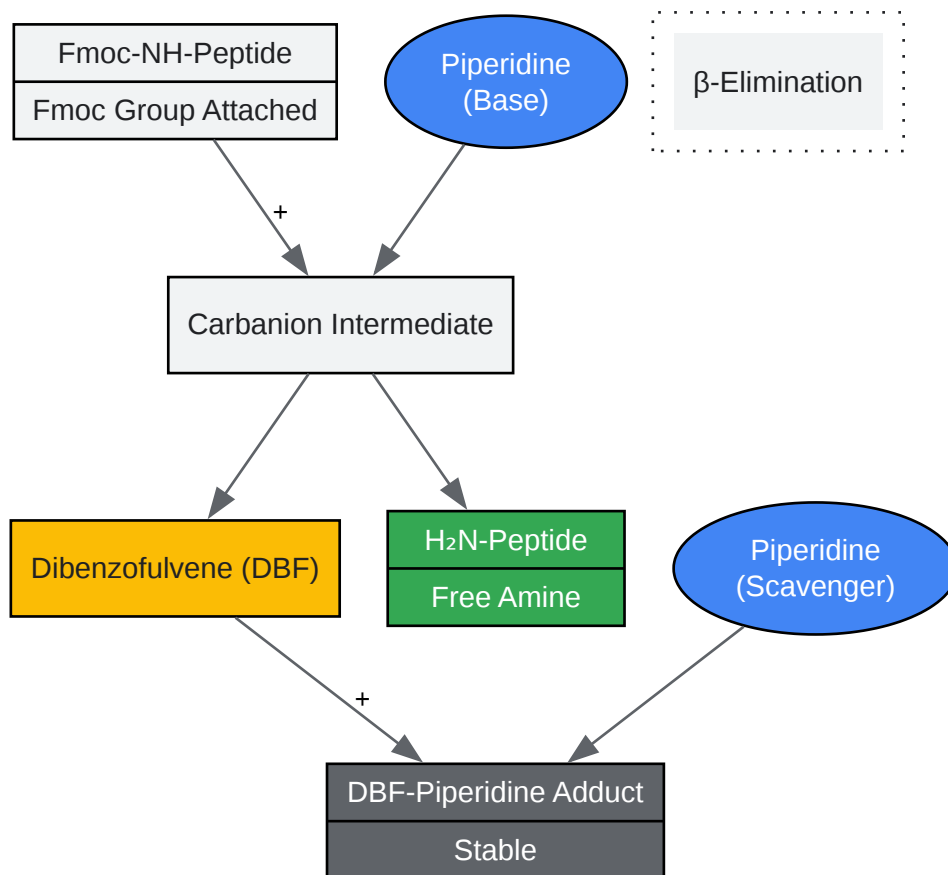 Fmoc-NH-Peptide
Fmoc Group Attached
Piperidine
(Base)
β-Elimination
+
Carbanion Intermediate
Dibenzofulvene (DBF)
H₂N-Peptide
Free Amine
Piperidine
(Scavenger)
+
DBF-Piperidine Adduct
Stable